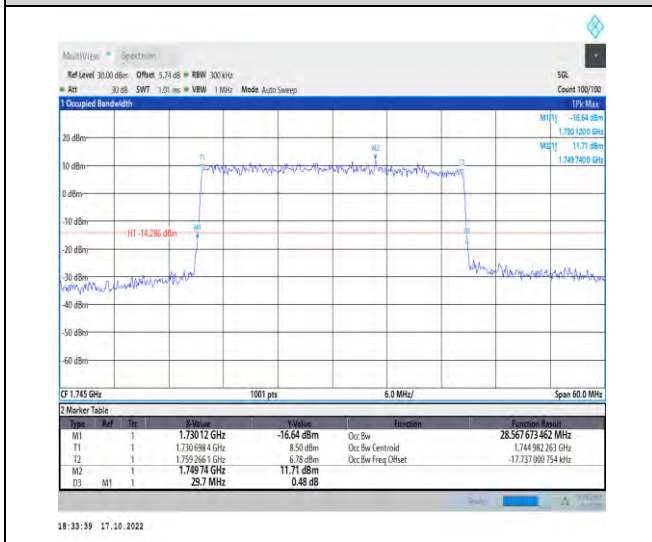 MultiView Spectrum
Ref Level 30.00 dBm Offset 5.74 dB RBW 300 kHz SGL
Att 30 dB SWT 1.01 ms VBW 1 MHz Mode Auto Sweep Count 100/100
1 Occupied Bandwidth 1Pk Max
M1[1] -16.64 dBm
1.730 120 0 GHz
M2[1] 11.71 dBm
1.749 740 0 GHz
20 dBm
M2
T1 T2
10 dBm
0 dBm
-10 dBm
M1
H1 -14.286 dBm
-20 dBm
-30 dBm
-40 dBm
-50 dBm
-60 dBm
CF 1.745 GHz 1001 pts 6.0 MHz/ Span 60.0 MHz
2 Marker Table
Type Ref Trc X-Value Y-Value Function Function Result
M1 1 1.73012 GHz -16.64 dBm Occ Bw 28.567 673 462 MHz
T1 1 1.730 698 4 GHz 8.50 dBm Occ Bw Centroid 1.744 982 263 GHz
T2 1 1.759 266 1 GHz 6.78 dBm Occ Bw Freq Offset -17.737 000 754 kHz
M2 1 1.749 74 GHz 11.71 dBm
D3 M1 1 29.7 MHz 0.48 dB
18:33:39 17.10.2022